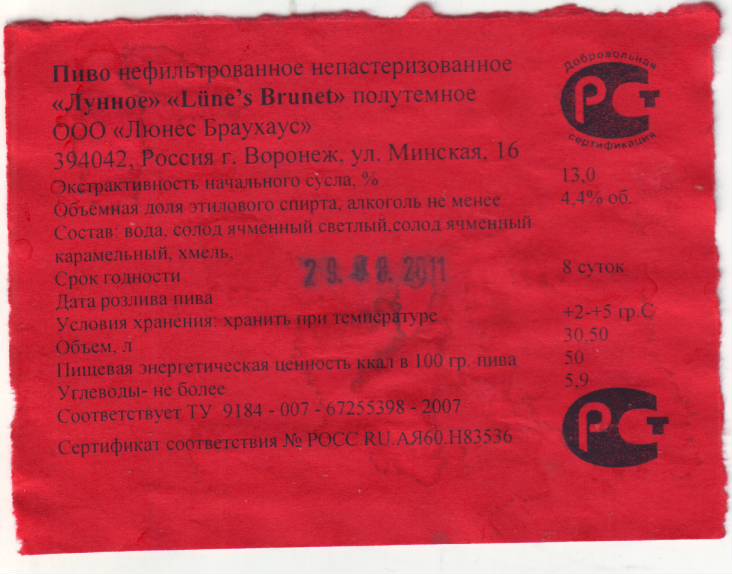 Добровольная
РСТ
сертификация
Пиво нефильтрованное непастеризованное
«Лунное» «Lüne's Brunet» полутемное
ООО «Люнес Браухаус»
394042, Россия г. Воронеж, ул. Минская, 16
Экстрактивность начального сусла, % 13,0
Объёмная доля этилового спирта, алкоголь не менее 4,4% об.
Состав: вода, солод ячменный светлый,солод ячменный
карамельный, хмель,
Срок годности 8 суток
29. 2011
Дата розлива пива
Условия хранения: хранить при температуре +2-+5 гр.С
Объем, л 30,50
Пищевая энергетическая ценность ккал в 100 гр. пива 50
Углеводы- не более 5,9
Соответствует ТУ 9184 - 007 - 67255398 - 2007
Сертификат соответствия № РОСС RU.АЯ60.Н83536
РСТ